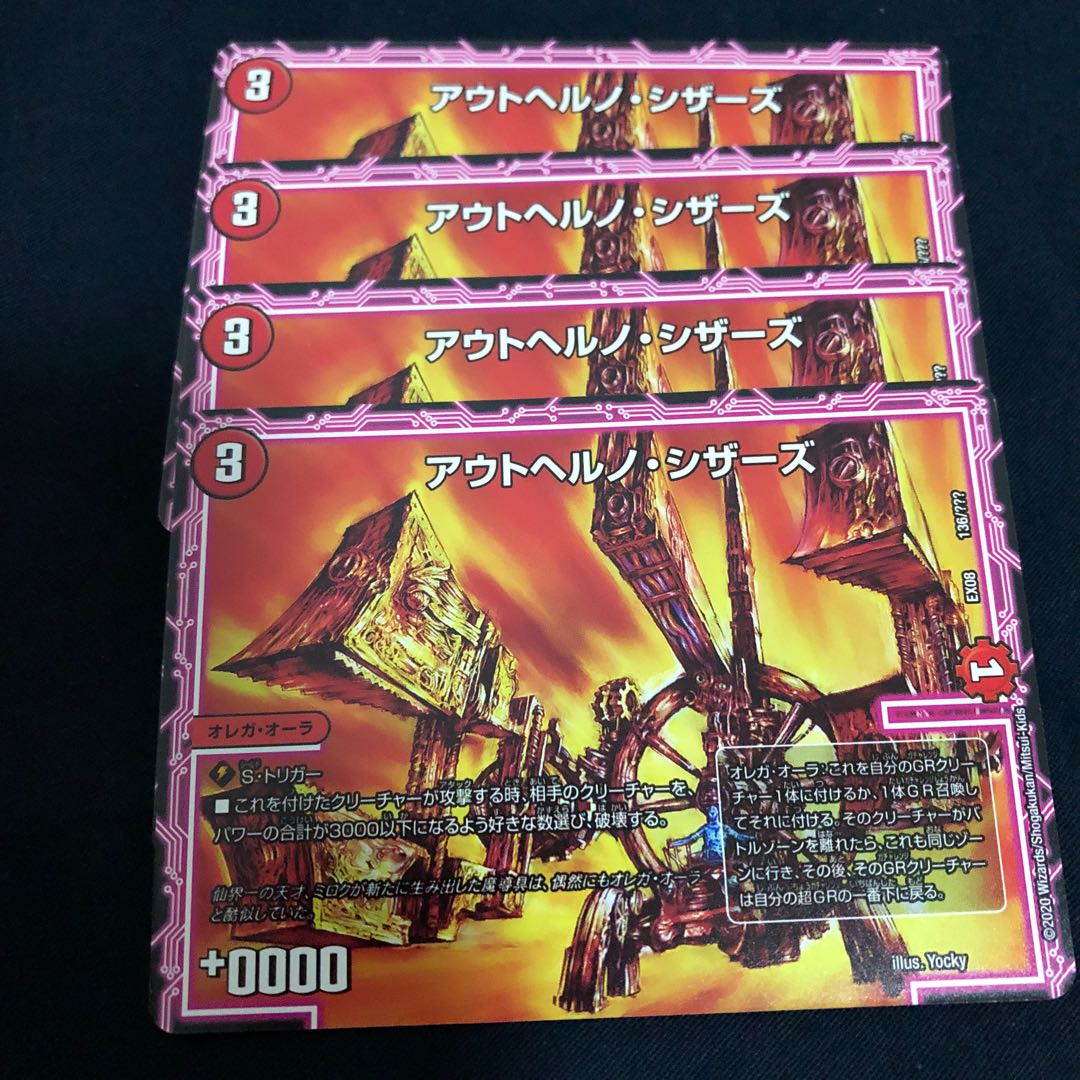 3
アウトヘルノ・シザーズ
3
アウトヘルノ・シザーズ
???
3
アウトヘルノ・シザーズ
??
3
アウトヘルノ・シザーズ
136/???
EX08
1
オレガ・オーラ
S・トリガー
■これを付けたクリーチャーが攻撃する時、相手のクリーチャーを、
パワーの合計が3000以下になるよう好きな数選び、破壊する。
仙界一の天才、ミロクが新たに生み出した魔導具は、偶然にもオレガ・オーラ
と酷似していた。
オレガ・オーラ：これを自分のGRクリー
チャー1体に付けるか、1体GR召喚し
てそれに付ける。そのクリーチャーがバ
トルゾーンを離れたら、これも同じゾー
ンに行き、その後、そのGRクリーチャー
は自分の超GRの一番下に戻る。
+0000
illus. Yocky
©2020 Wizards/Shogakukan/Mitsui-Kids